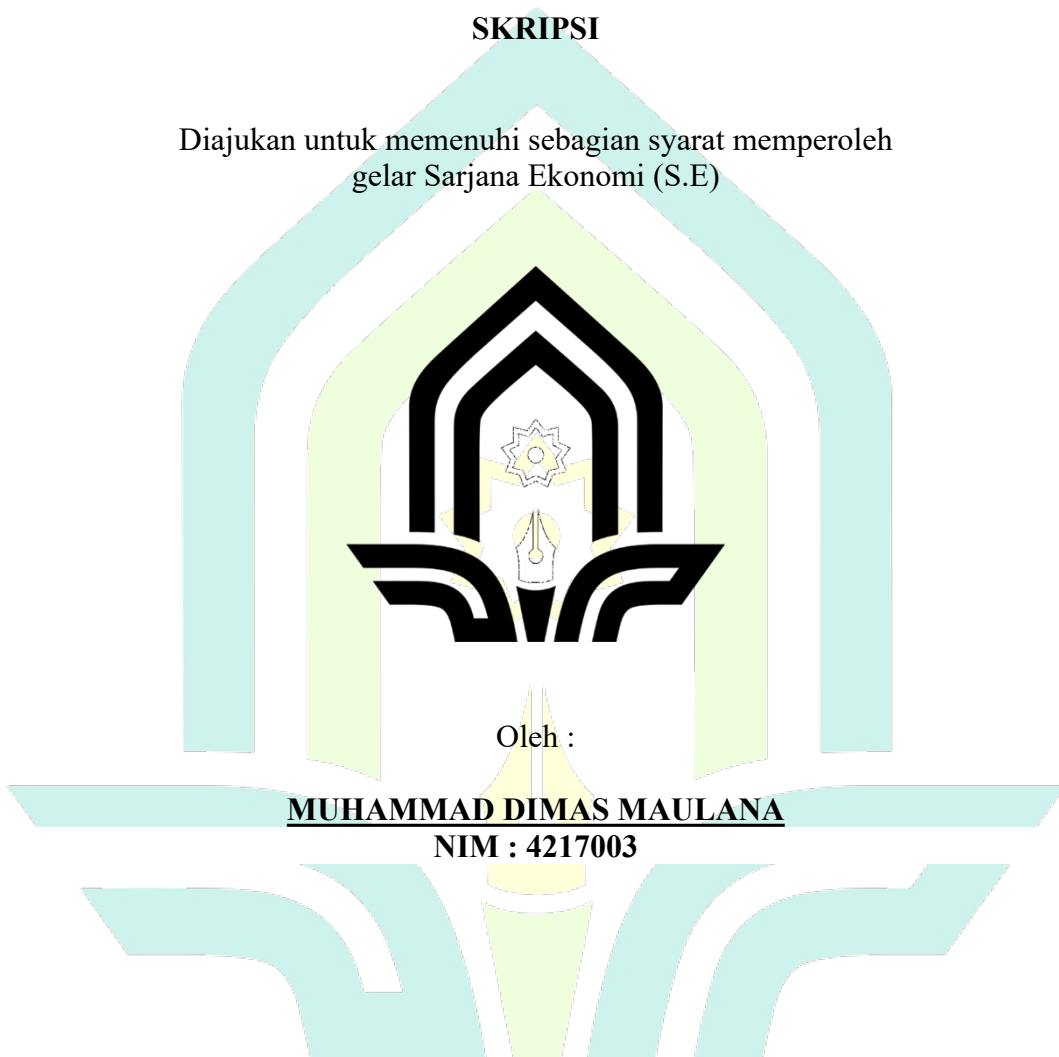 SKRIPSI
Diajukan untuk memenuhi sebagian syarat memperoleh
gelar Sarjana Ekonomi (S.E)
Oleh :
MUHAMMAD DIMAS MAULANA
NIM : 4217003